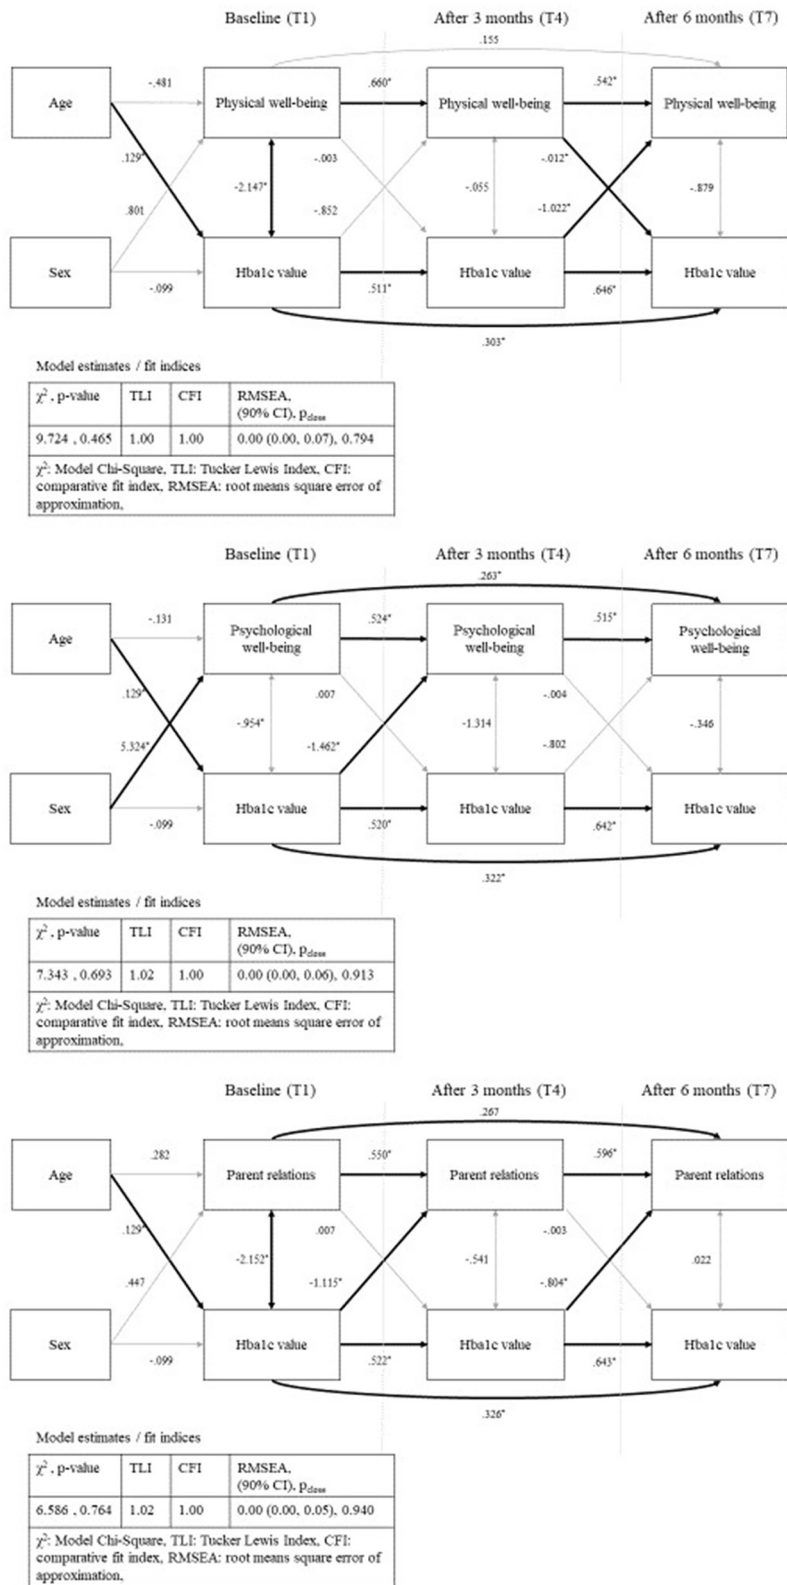 Baseline (T1) After 3 months (T4) After 6 months (T7)
.155
Age -.481 Physical well-being .660* Physical well-being .542* Physical well-being
.129* -.003 -.012*
-2.147* -.055 -.879
.801 -.852 -1.022*
Sex -.099 Hba1c value .511* Hba1c value .646* Hba1c value
.303*
Model estimates / fit indices
χ², p-value TLI CFI RMSEA,
(90% CI), pclose
9.724 , 0.465 1.00 1.00 0.00 (0.00, 0.07), 0.794
χ²: Model Chi-Square, TLI: Tucker Lewis Index, CFI:
comparative fit index, RMSEA: root means square error of
approximation,
Baseline (T1) After 3 months (T4) After 6 months (T7)
.263*
Age -.131 Psychological well-being .524* Psychological well-being .515* Psychological well-being
.129* .007 -.004
-.954* -1.314 -.346
5.324* -1.462* -.802
Sex -.099 Hba1c value .520* Hba1c value .642* Hba1c value
.322*
Model estimates / fit indices
χ², p-value TLI CFI RMSEA,
(90% CI), pclose
7.343 , 0.693 1.02 1.00 0.00 (0.00, 0.06), 0.913
χ²: Model Chi-Square, TLI: Tucker Lewis Index, CFI:
comparative fit index, RMSEA: root means square error of
approximation,
Baseline (T1) After 3 months (T4) After 6 months (T7)
.267
Age .282 Parent relations .550* Parent relations .596* Parent relations
.129* .007 -.003
-2.152* -.541 .022
.447 -1.115* -.804*
Sex -.099 Hba1c value .522* Hba1c value .643* Hba1c value
.326*
Model estimates / fit indices
χ², p-value TLI CFI RMSEA,
(90% CI), pclose
6.586 , 0.764 1.02 1.00 0.00 (0.00, 0.05), 0.940
χ²: Model Chi-Square, TLI: Tucker Lewis Index, CFI:
comparative fit index, RMSEA: root means square error of
approximation,